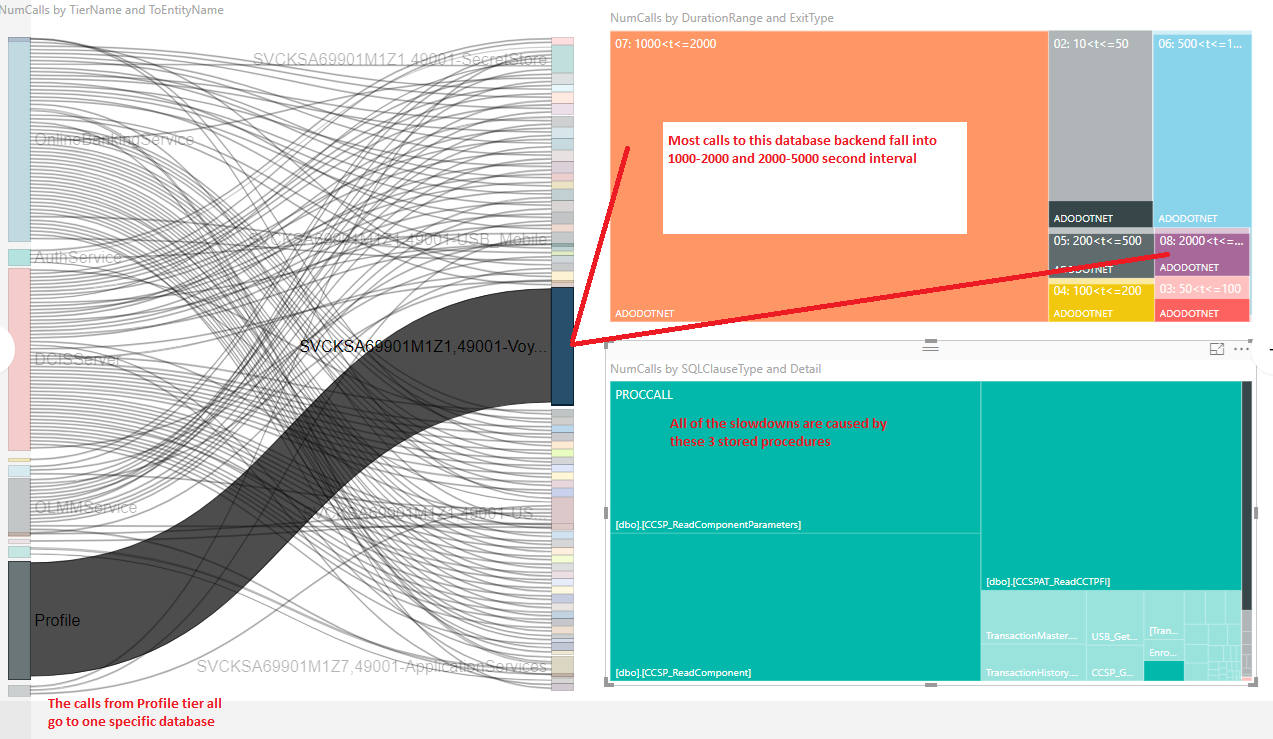 NumCalls by TierName and ToEntityName
SVCKSA69901M1Z1,49001-SecretStore
OnlineBankingService
SVCKSA69901M1Z1,49001-USB_Mobile
AuthService
SVCKSA69901M1Z1,49001-Voy...
DCISServer
OLMMService
SVCKSA69901M1Z1,49001-US...
Profile
SVCKSA69901M1Z7,49001-ApplicationServices
The calls from Profile tier all
go to one specific database
NumCalls by DurationRange and ExitType
07: 1000<t<=2000
02: 10<t<=50
06: 500<t<=1...
Most calls to this database backend fall into
1000-2000 and 2000-5000 second interval
ADODOTNET
ADODOTNET
05: 200<t<=500
08: 2000<t<=...
ADODOTNET
ADODOTNET
04: 100<t<=200
03: 50<t<=100
ADODOTNET
ADODOTNET
ADODOTNET
NumCalls by SQLClauseType and Detail
PROCCALL
All of the slowdowns are caused by
these 3 stored procedures
[dbo].[CCSP_ReadComponentParameters]
[dbo].[CCSPAT_ReadCCTPFI]
TransactionMaster....
USB_Get...
[Tran...
Enro...
[dbo].[CCSP_ReadComponent]
TransactionHistory....
CCSP_G...